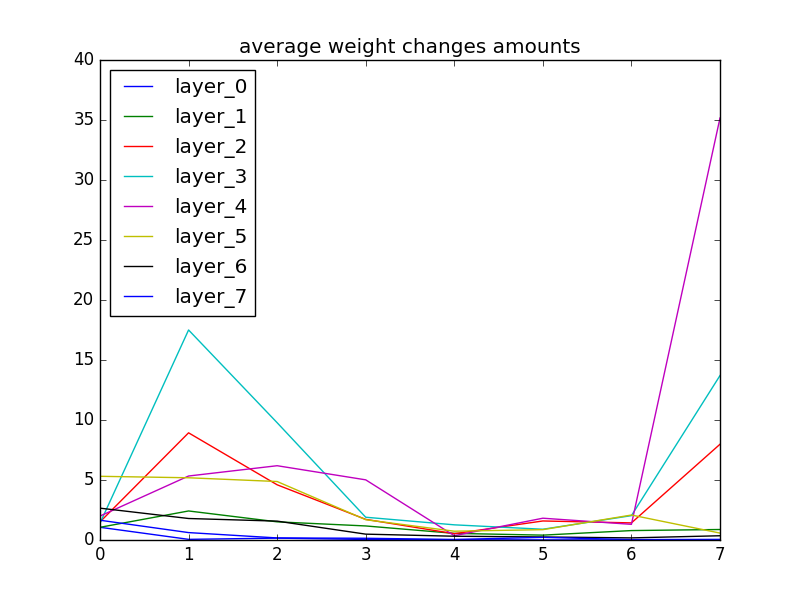 average weight changes amounts
40
35
30
25
20
15
10
5
0
layer_0
layer_1
layer_2
layer_3
layer_4
layer_5
layer_6
layer_7
0 1 2 3 4 5 6 7